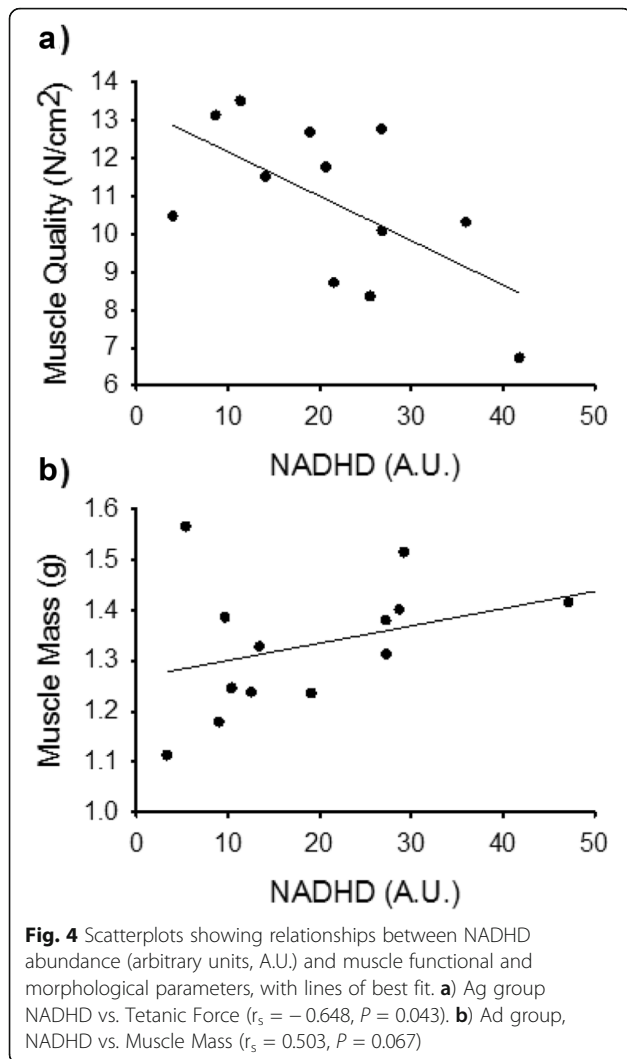 a)
14
13
12
11
10
9
8
7
6
Muscle Quality (N/cm2)
0 10 20 30 40 50
NADHD (A.U.)
b)
1.6
1.5
1.4
1.3
1.2
1.1
1.0
Muscle Mass (g)
0 10 20 30 40 50
NADHD (A.U.)
Fig. 4 Scatterplots showing relationships between NADHD
abundance (arbitrary units, A.U.) and muscle functional and
morphological parameters, with lines of best fit. a) Ag group
NADHD vs. Tetanic Force (rs = − 0.648, P = 0.043). b) Ad group,
NADHD vs. Muscle Mass (rs = 0.503, P = 0.067)